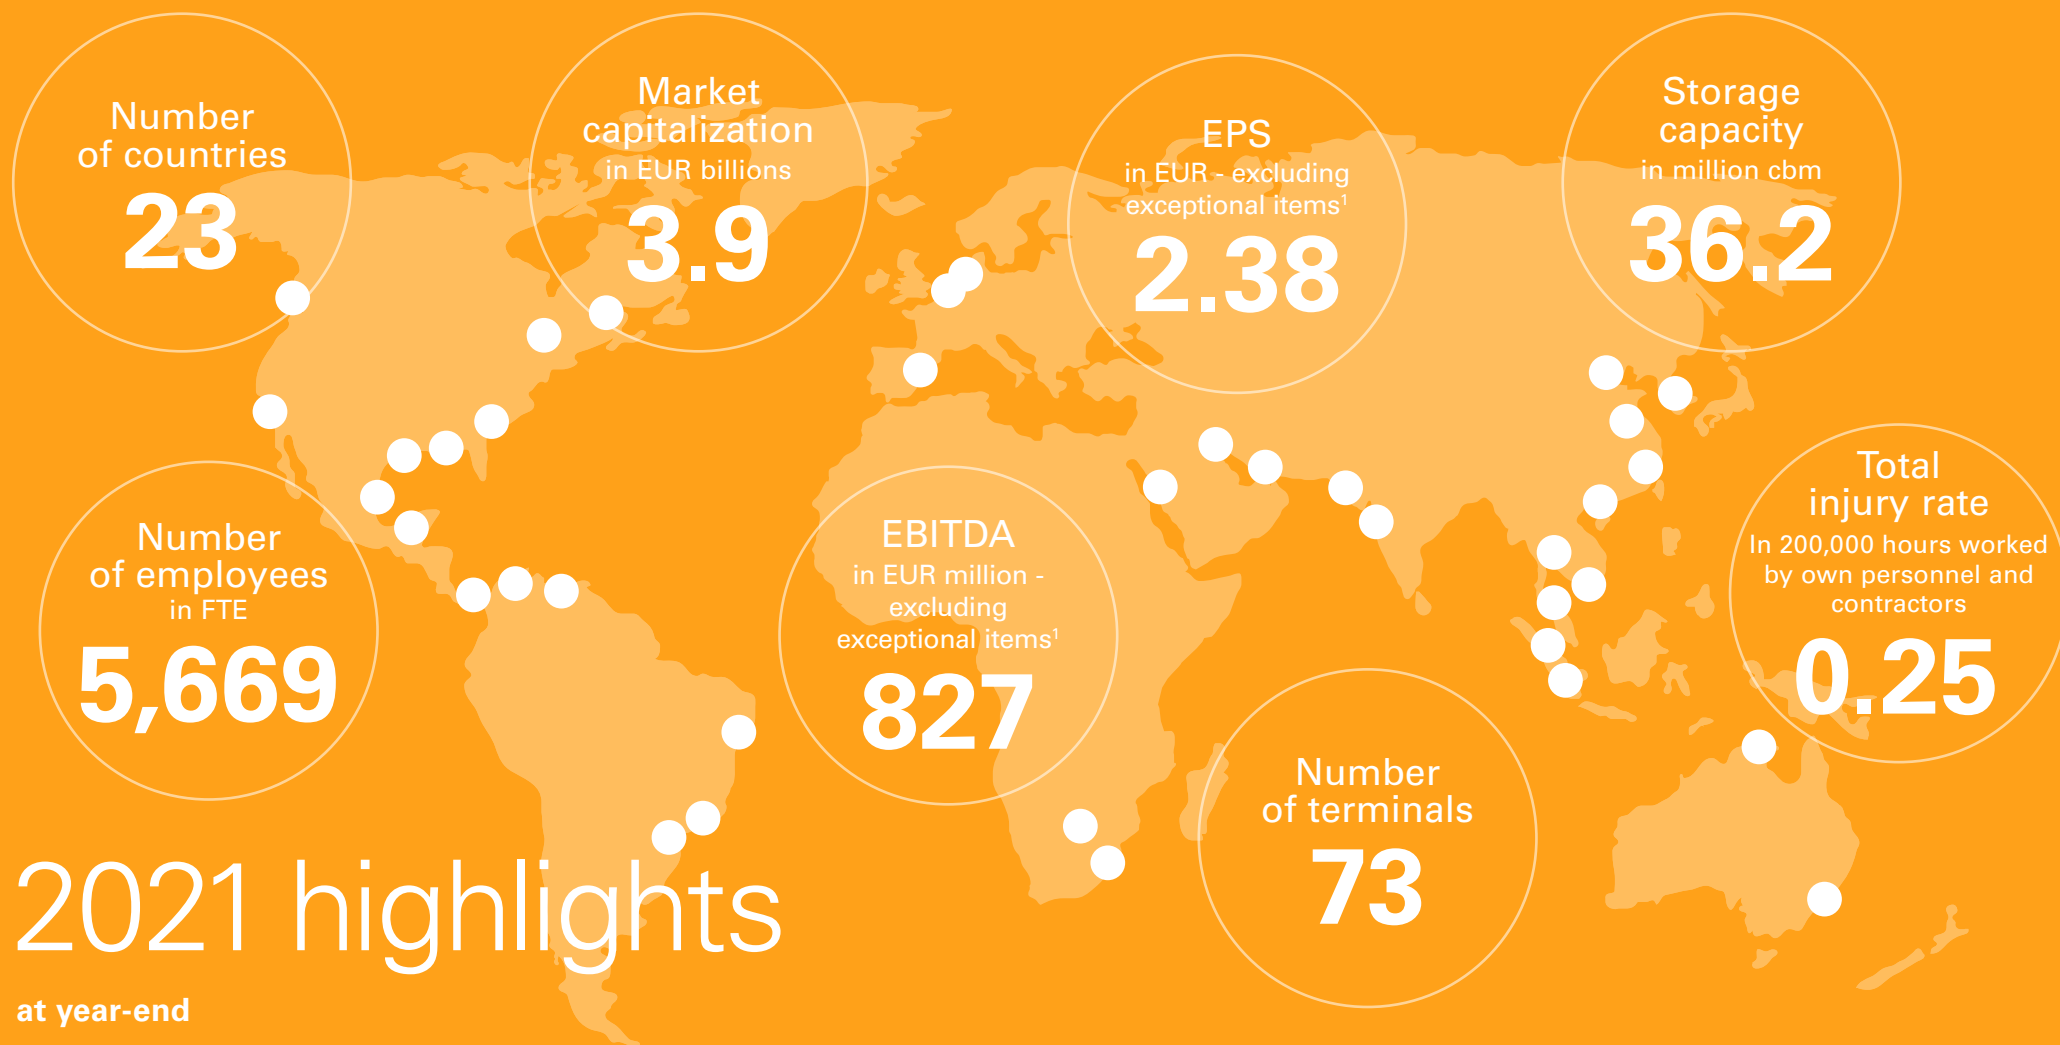 Number
of countries
23
Market
capitalization
in EUR billions
3.9
EPS
in EUR - excluding
exceptional items¹
2.38
Storage
capacity
in million cbm
36.2
Number
of employees
in FTE
5,669
EBITDA
in EUR million -
excluding
exceptional items¹
827
Total
injury rate
In 200,000 hours worked
by own personnel and
contractors
0.25
Number
of terminals
73
2021 highlights
at year-end